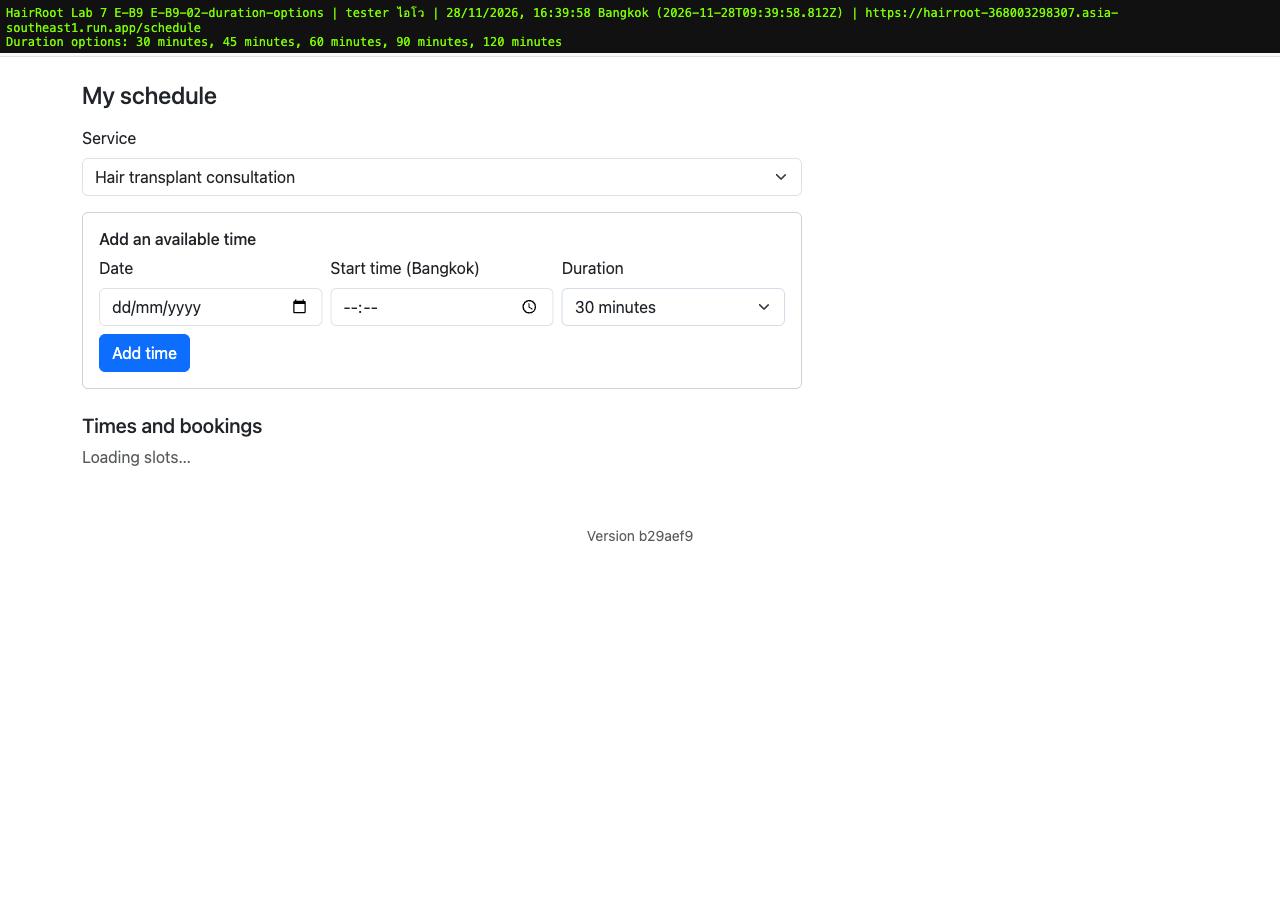 HairRoot Lab 7 E-B9 E-B9-02-duration-options | tester ไอโว | 28/11/2026, 16:39:58 Bangkok (2026-11-28T09:39:58.812Z) | https://hairroot-368003298307.asia-
southeast1.run.app/schedule
Duration options: 30 minutes, 45 minutes, 60 minutes, 90 minutes, 120 minutes
My schedule
Service
Hair transplant consultation
Add an available time
Date Start time (Bangkok) Duration
dd/mm/yyyy --:-- 30 minutes
Add time
Times and bookings
Loading slots...
Version b29aef9